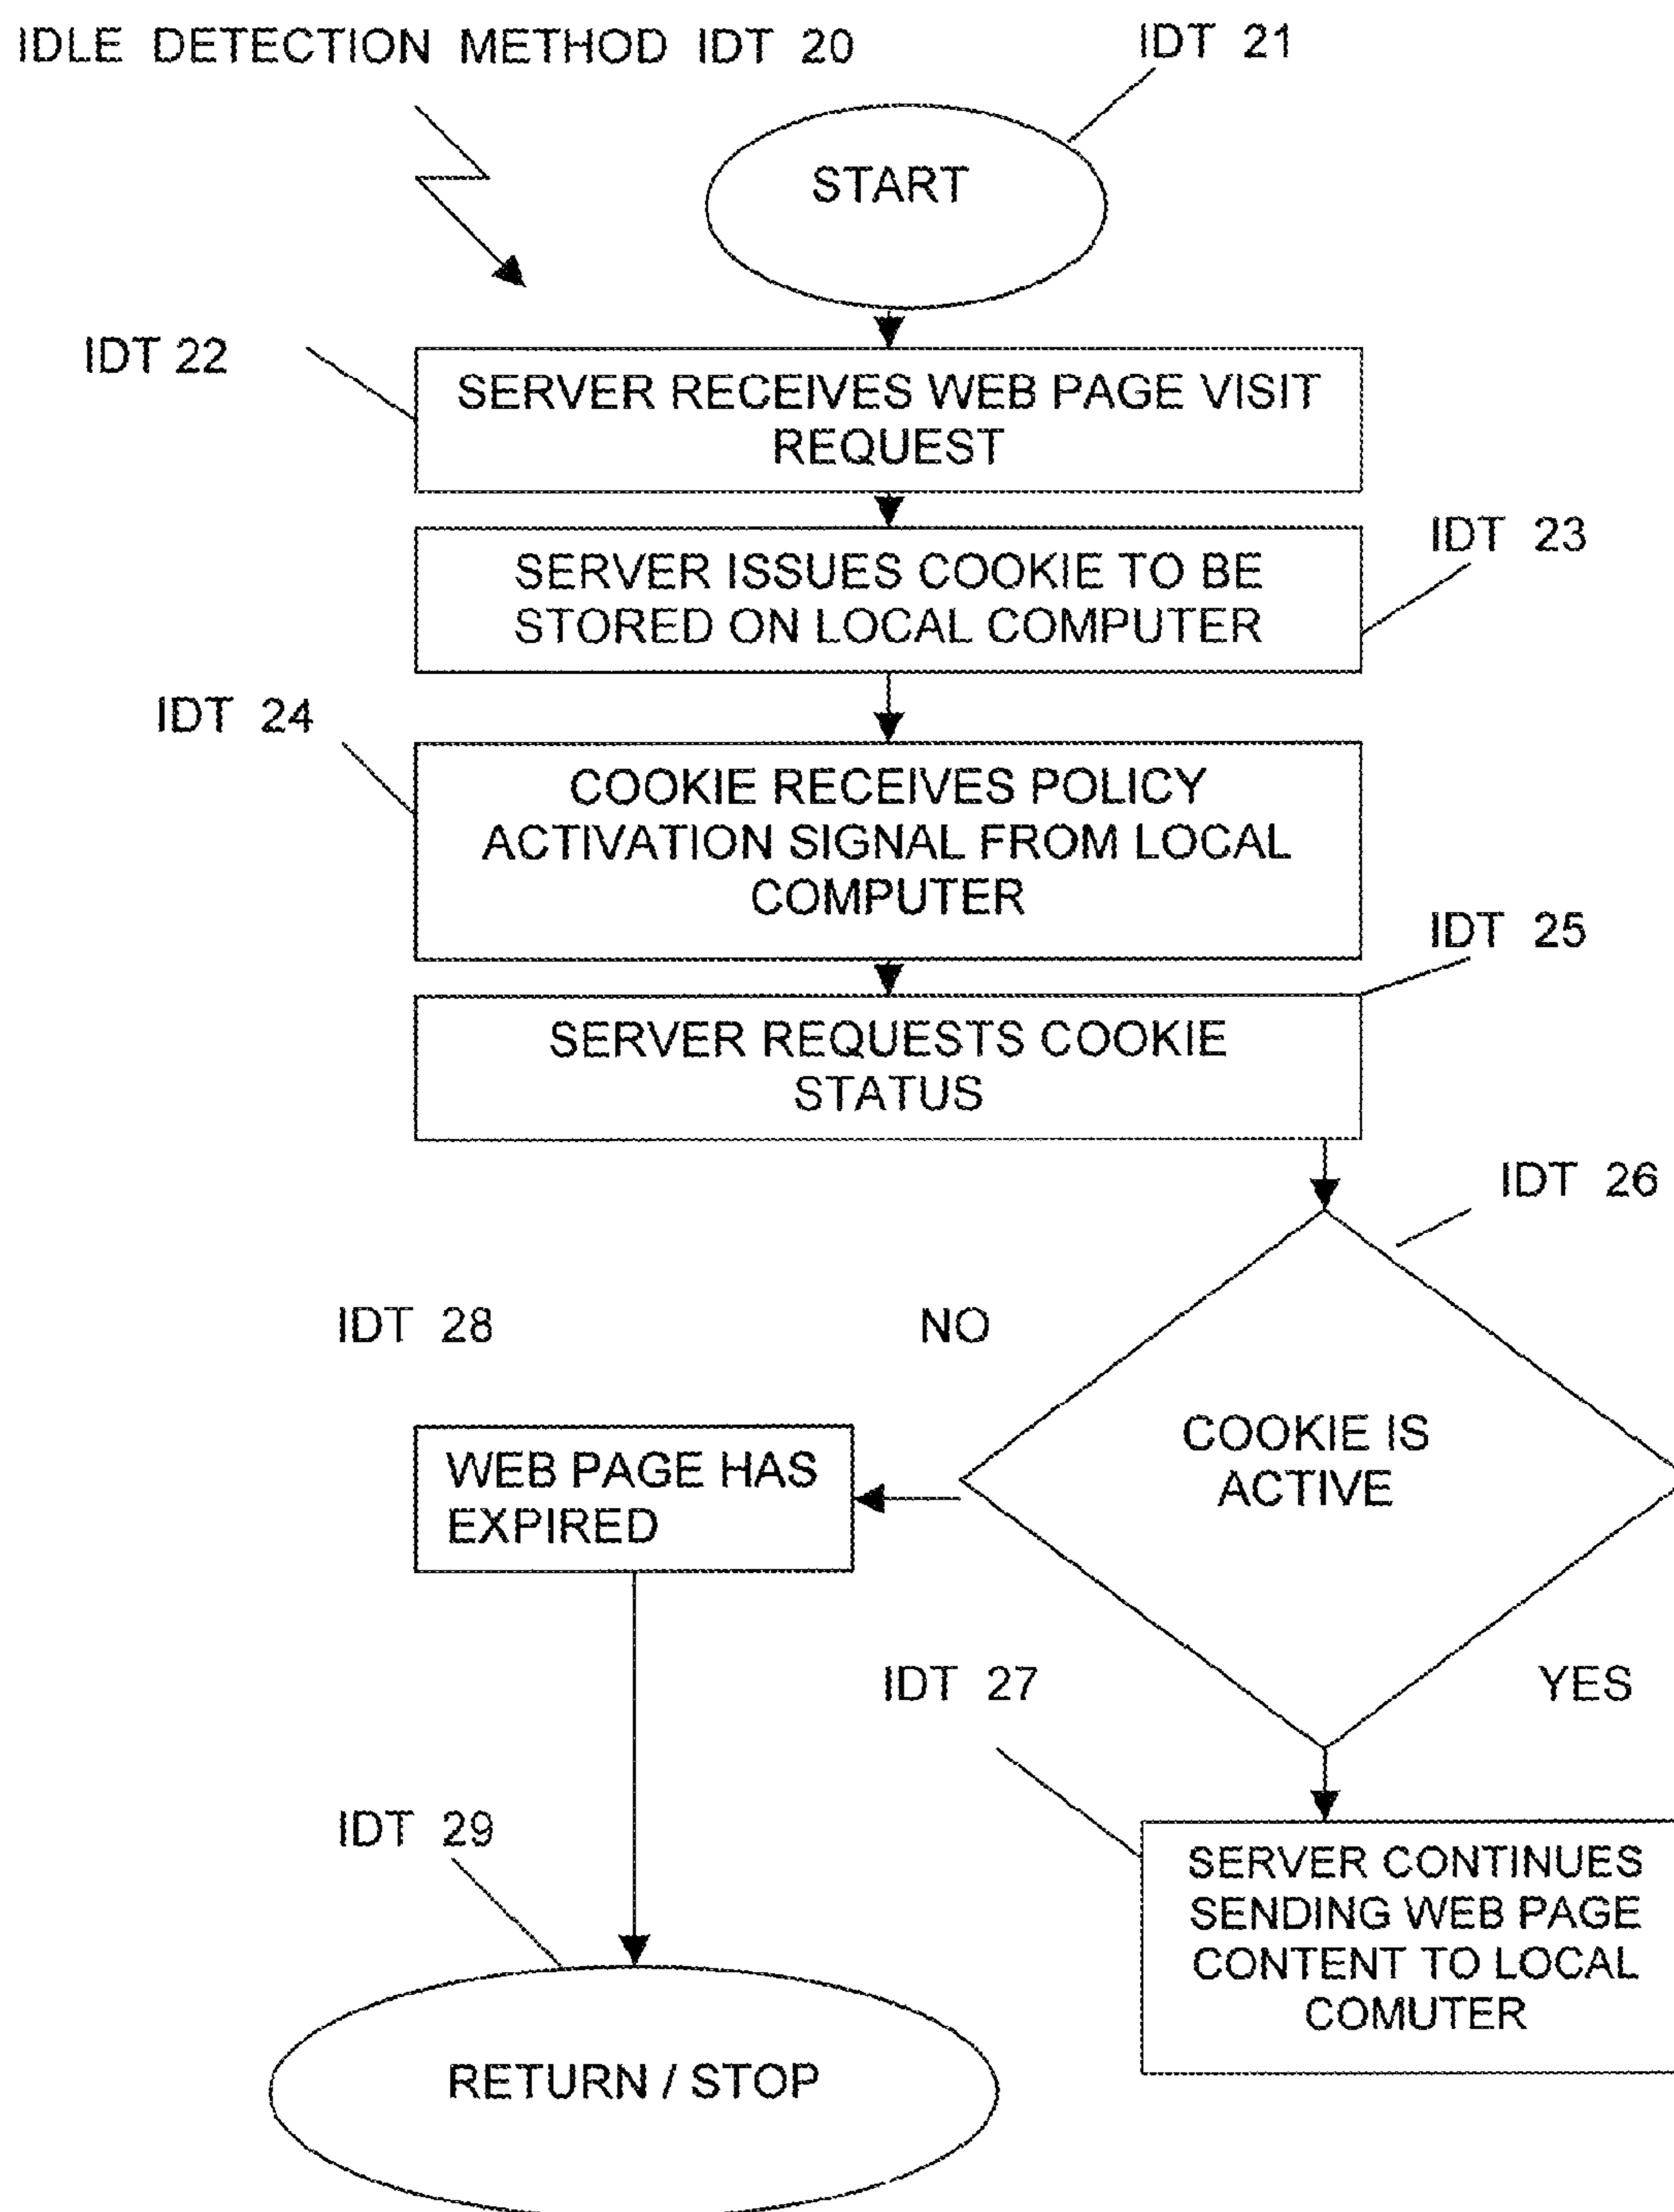 IDLE DETECTION METHOD IDT 20
IDT 21
START
IDT 22
SERVER RECEIVES WEB PAGE VISIT
REQUEST
IDT 23
SERVER ISSUES COOKIE TO BE
STORED ON LOCAL COMPUTER
IDT 24
COOKIE RECEIVES POLICY
ACTIVATION SIGNAL FROM LOCAL
COMPUTER
IDT 25
SERVER REQUESTS COOKIE
STATUS
IDT 26
IDT 28
NO
COOKIE IS
ACTIVE
WEB PAGE HAS
EXPIRED
IDT 27
YES
IDT 29
SERVER CONTINUES
SENDING WEB PAGE
CONTENT TO LOCAL
COMUTER
RETURN / STOP